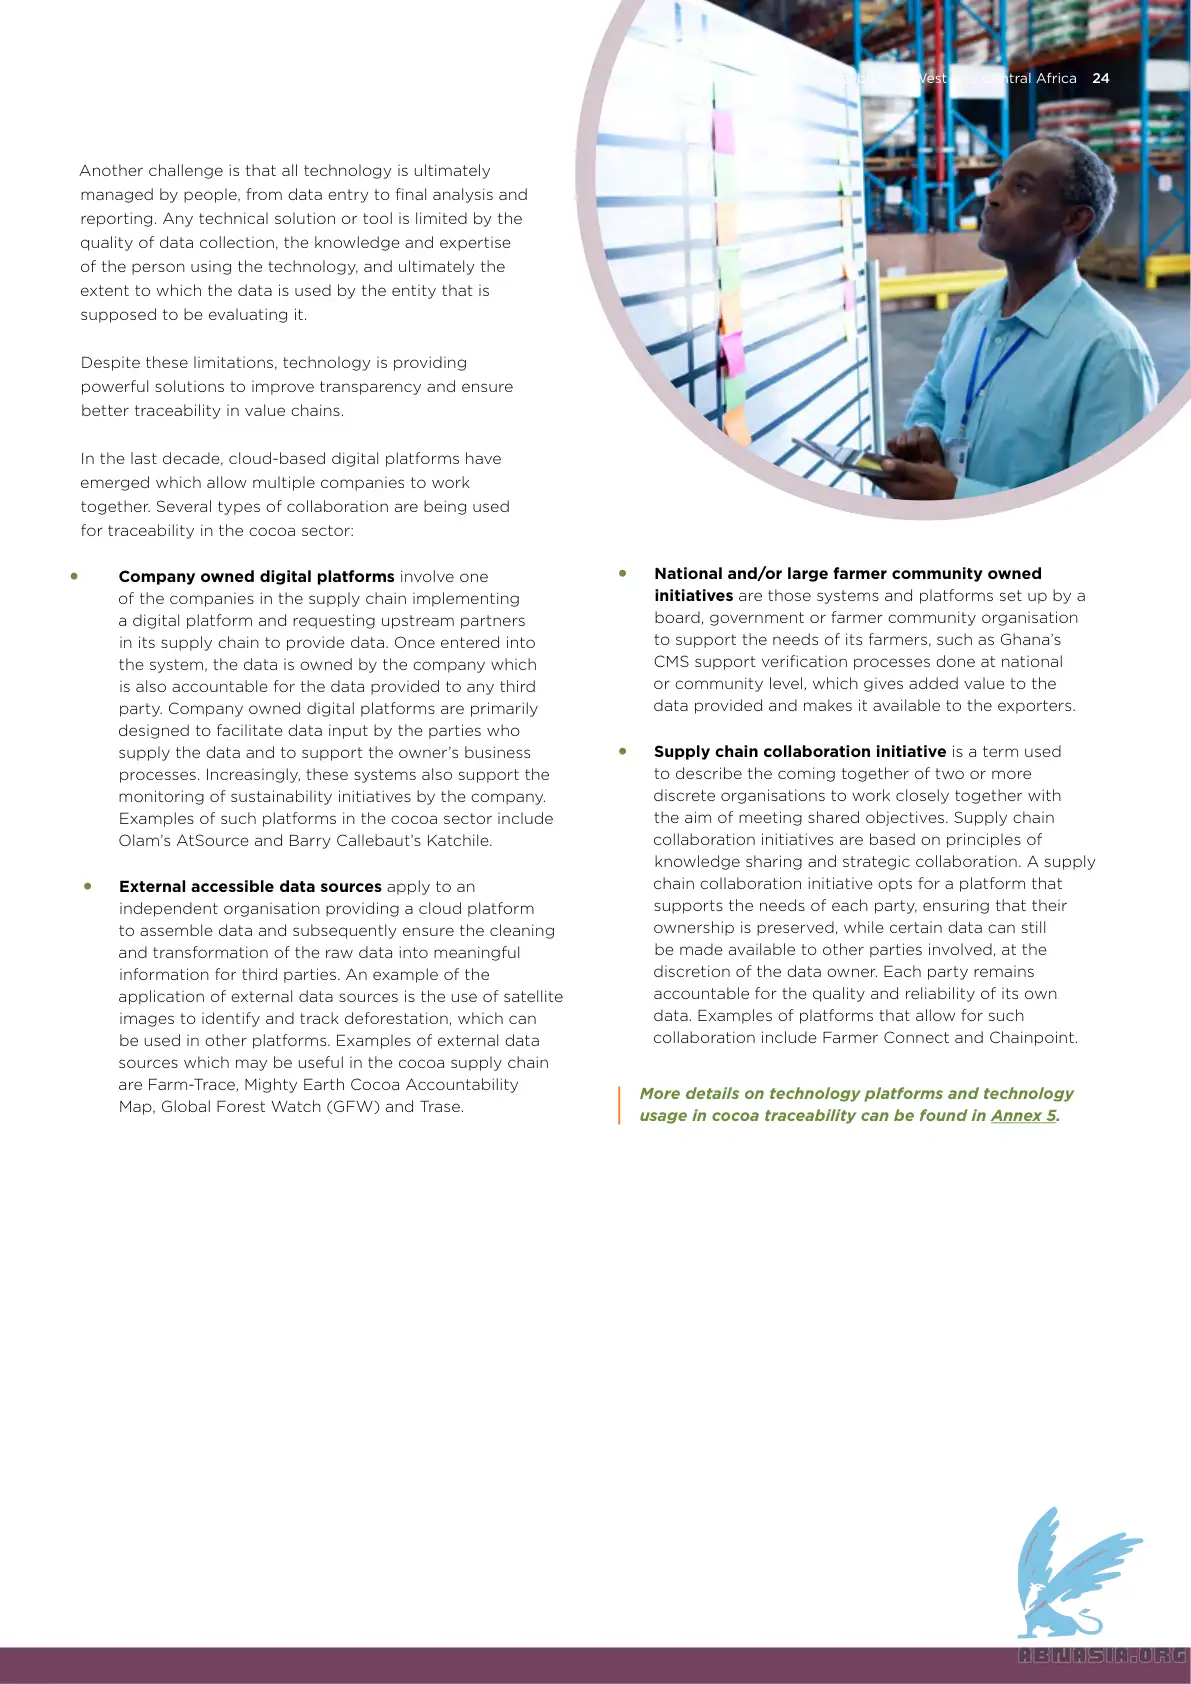 West Central Africa 24
Another challenge is that all technology is ultimately
managed by people, from data entry to final analysis and
reporting. Any technical solution or tool is limited by the
quality of data collection, the knowledge and expertise
of the person using the technology, and ultimately the
extent to which the data is used by the entity that is
supposed to be evaluating it.
Despite these limitations, technology is providing
powerful solutions to improve transparency and ensure
better traceability in value chains.
In the last decade, cloud-based digital platforms have
emerged which allow multiple companies to work
together. Several types of collaboration are being used
for traceability in the cocoa sector:
• Company owned digital platforms involve one
of the companies in the supply chain implementing
a digital platform and requesting upstream partners
in its supply chain to provide data. Once entered into
the system, the data is owned by the company which
is also accountable for the data provided to any third
party. Company owned digital platforms are primarily
designed to facilitate data input by the parties who
supply the data and to support the owner’s business
processes. Increasingly, these systems also support the
monitoring of sustainability initiatives by the company.
Examples of such platforms in the cocoa sector include
Olam’s AtSource and Barry Callebaut’s Katchile.
• External accessible data sources apply to an
independent organisation providing a cloud platform
to assemble data and subsequently ensure the cleaning
and transformation of the raw data into meaningful
information for third parties. An example of the
application of external data sources is the use of satellite
images to identify and track deforestation, which can
be used in other platforms. Examples of external data
sources which may be useful in the cocoa supply chain
are Farm-Trace, Mighty Earth Cocoa Accountability
Map, Global Forest Watch (GFW) and Trase.
• National and/or large farmer community owned
initiatives are those systems and platforms set up by a
board, government or farmer community organisation
to support the needs of its farmers, such as Ghana’s
CMS support verification processes done at national
or community level, which gives added value to the
data provided and makes it available to the exporters.
• Supply chain collaboration initiative is a term used
to describe the coming together of two or more
discrete organisations to work closely together with
the aim of meeting shared objectives. Supply chain
collaboration initiatives are based on principles of
knowledge sharing and strategic collaboration. A supply
chain collaboration initiative opts for a platform that
supports the needs of each party, ensuring that their
ownership is preserved, while certain data can still
be made available to other parties involved, at the
discretion of the data owner. Each party remains
accountable for the quality and reliability of its own
data. Examples of platforms that allow for such
collaboration include Farmer Connect and Chainpoint.
More details on technology platforms and technology
usage in cocoa traceability can be found in Annex 5.
ABNASIA.ORG